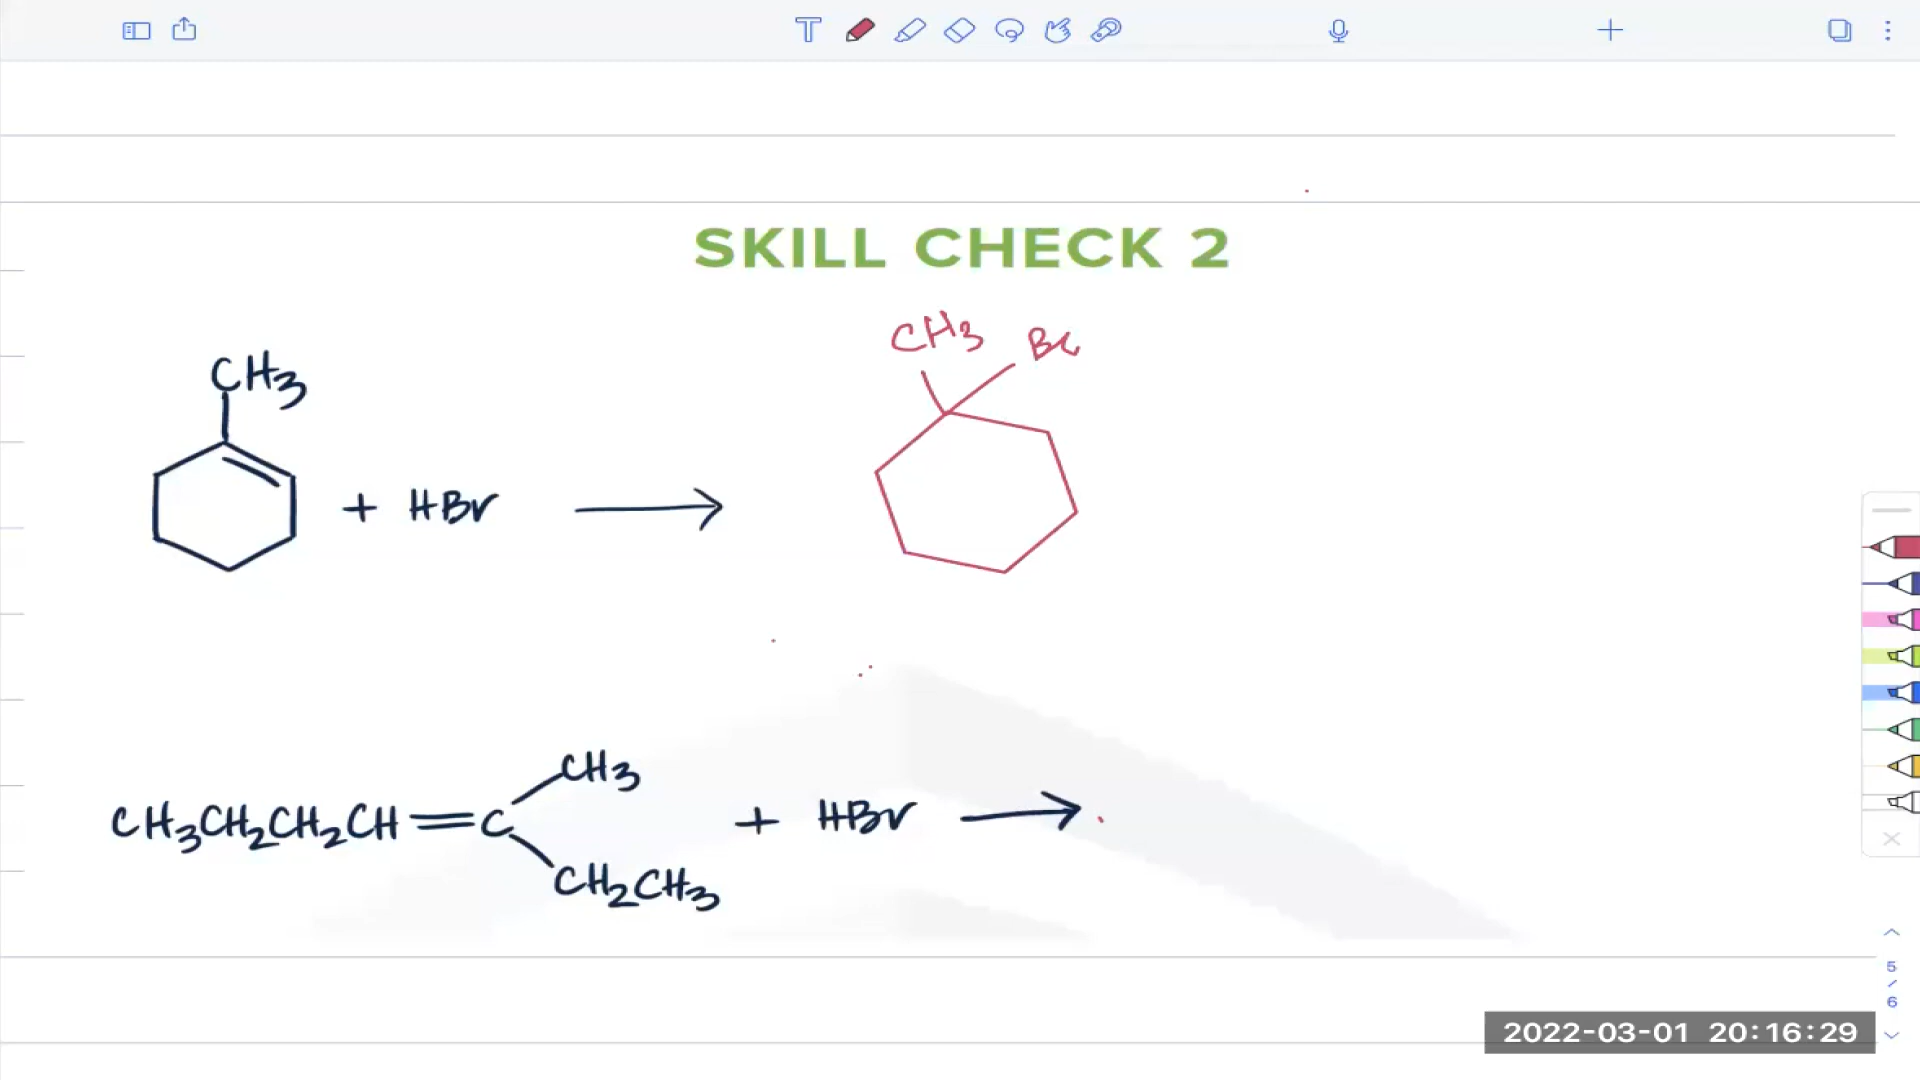 SKILL CHECK 2
CH3
CH3 Br
+ HBr →
CH3
CH3CH2CH2CH=C + HBr →
CH2CH3
5
/
6
2022-03-01 20:16:29